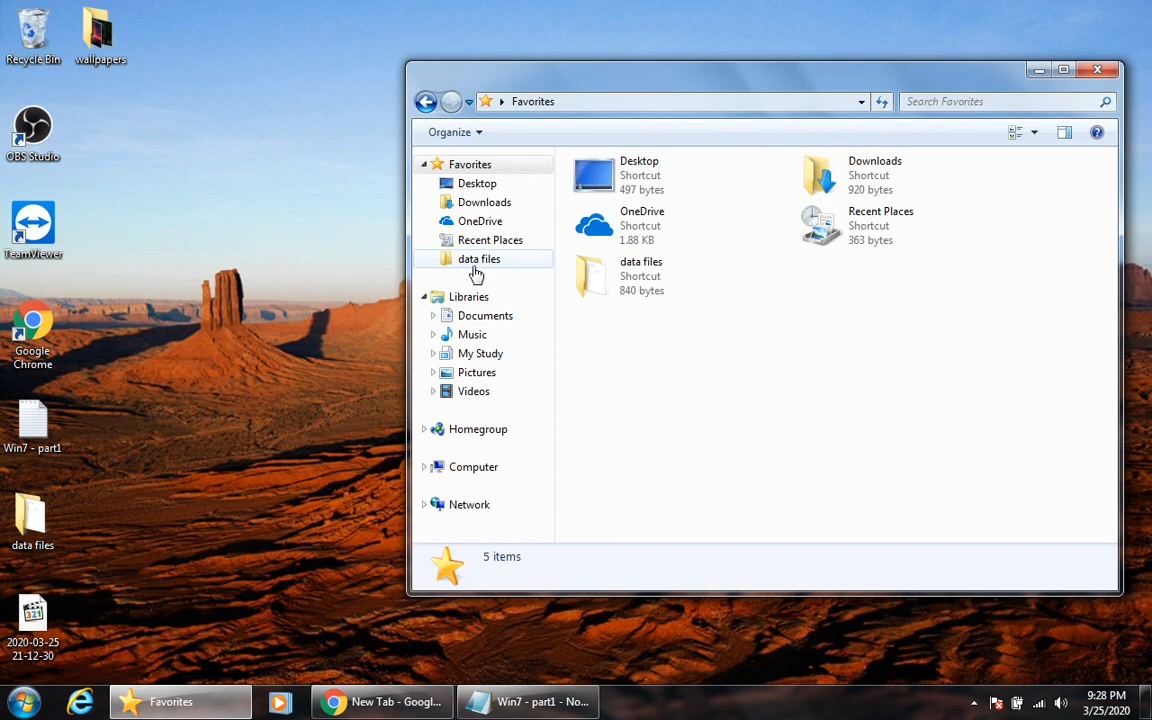 Recycle Bin
wallpapers
OBS Studio
TeamViewer
Google
Chrome
Win7 - part1
data files
321
2020-03-25
21-12-30
Favorites
Search Favorites
Organize
Favorites
Desktop
Downloads
OneDrive
Recent Places
data files
Libraries
Documents
Music
My Study
Pictures
Videos
Homegroup
Computer
Network
Desktop
Shortcut
497 bytes
Downloads
Shortcut
920 bytes
OneDrive
Shortcut
1.88 KB
Recent Places
Shortcut
363 bytes
data files
Shortcut
840 bytes
5 items
Favorites
New Tab - Googl...
Win7 - part1 - No...
9:28 PM
3/25/2020